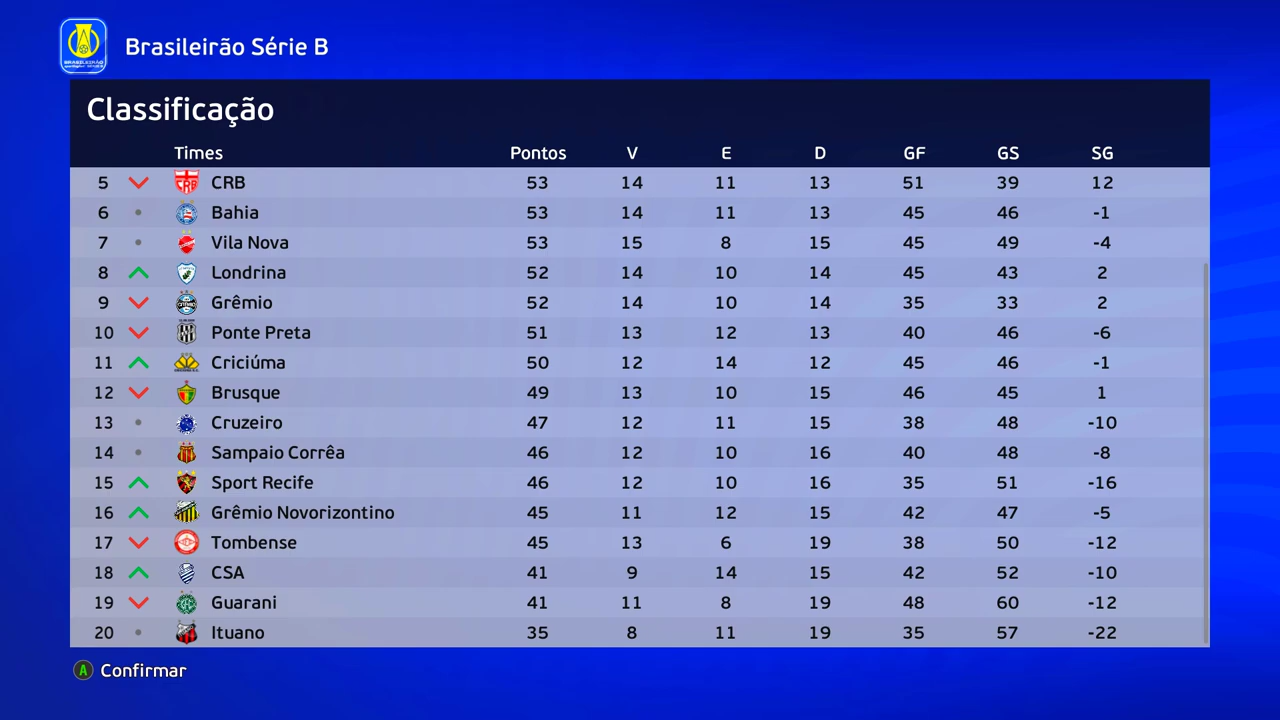 Brasileirão Série B
Classificação
Times Pontos V E D GF GS SG
5 CRB 53 14 11 13 51 39 12
6 Bahia 53 14 11 13 45 46 -1
7 Vila Nova 53 15 8 15 45 49 -4
8 Londrina 52 14 10 14 45 43 2
9 Grêmio 52 14 10 14 35 33 2
10 Ponte Preta 51 13 12 13 40 46 -6
11 Criciúma 50 12 14 12 45 46 -1
12 Brusque 49 13 10 15 46 45 1
13 Cruzeiro 47 12 11 15 38 48 -10
14 Sampaio Corrêa 46 12 10 16 40 48 -8
15 Sport Recife 46 12 10 16 35 51 -16
16 Grêmio Novorizontino 45 11 12 15 42 47 -5
17 Tombense 45 13 6 19 38 50 -12
18 CSA 41 9 14 15 42 52 -10
19 Guarani 41 11 8 19 48 60 -12
20 Ituano 35 8 11 19 35 57 -22
A Confirmar